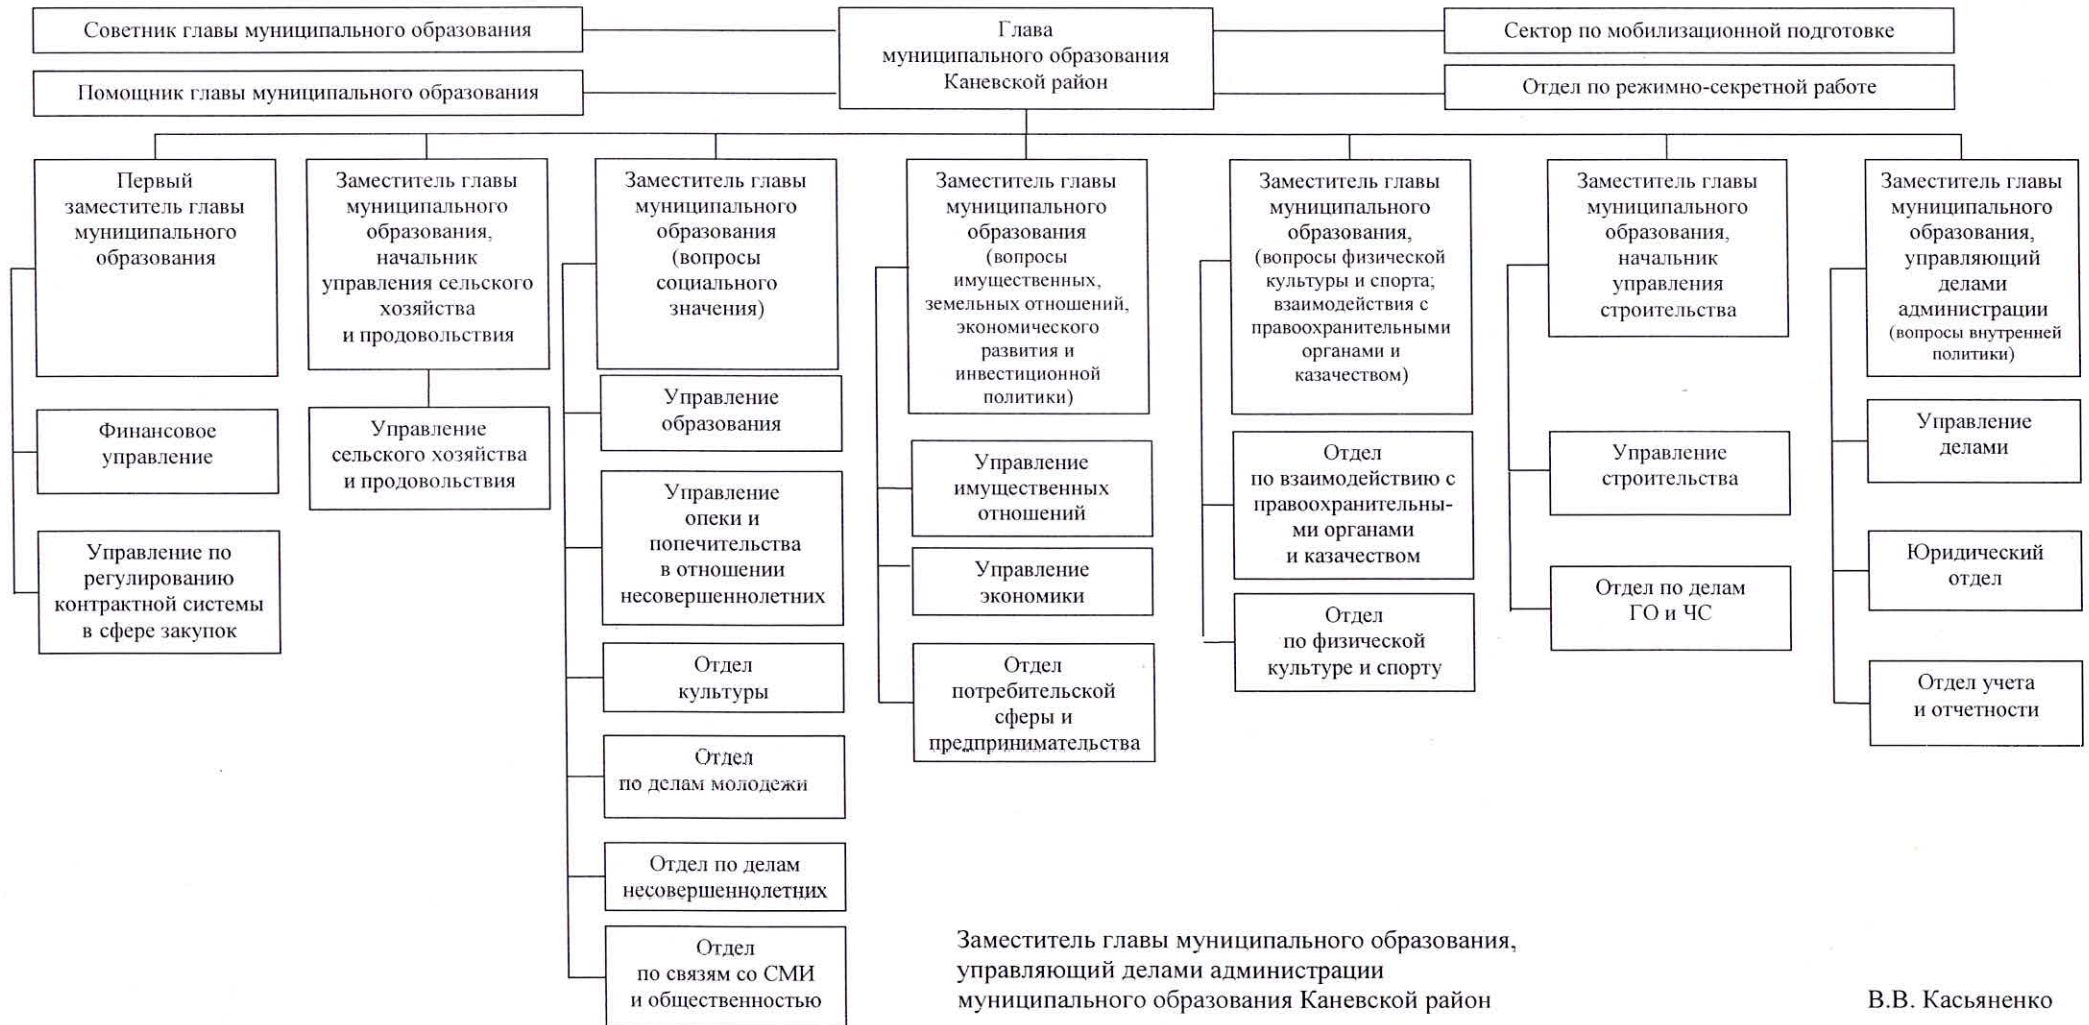 Советник главы муниципального образования
Помощник главы муниципального образования
Глава
муниципального образования
Каневской район
Сектор по мобилизационной подготовке
Отдел по режимно-секретной работе
Первый
заместитель главы
муниципального
образования
Финансовое
управление
Управление по
регулированию
контрактной системы
в сфере закупок
Заместитель главы
муниципального
образования,
начальник
управления сельского
хозяйства
и продовольствия
Управление
сельского хозяйства
и продовольствия
Заместитель главы
муниципального
образования
(вопросы
социального
значения)
Управление
образования
Управление
опеки и
попечительства
в отношении
несовершеннолетних
Отдел
культуры
Отдел
по делам молодежи
Отдел по делам
несовершеннолетних
Отдел
по связям со СМИ
и общественностью
Заместитель главы
муниципального
образования
(вопросы
имущественных,
земельных отношений,
экономического
развития и
инвестиционной
политики)
Управление
имущественных
отношений
Управление
экономики
Отдел
потребительской
сферы и
предпринимательства
Заместитель главы
муниципального
образования,
(вопросы физической
культуры и спорта;
взаимодействия с
правоохранительными
органами и
казачеством)
Отдел
по взаимодействию с
правоохранительны-
ми органами
и казачеством
Отдел
по физической
культуре и спорту
Заместитель главы
муниципального
образования,
начальник
управления
строительства
Управление
строительства
Отдел по делам
ГО и ЧС
Заместитель главы
муниципального
образования,
управляющий
делами
администрации
(вопросы внутренней
политики)
Управление
делами
Юридический
отдел
Отдел учета
и отчетности
Заместитель главы муниципального образования,
управляющий делами администрации
муниципального образования Каневской район
В.В. Касьяненко